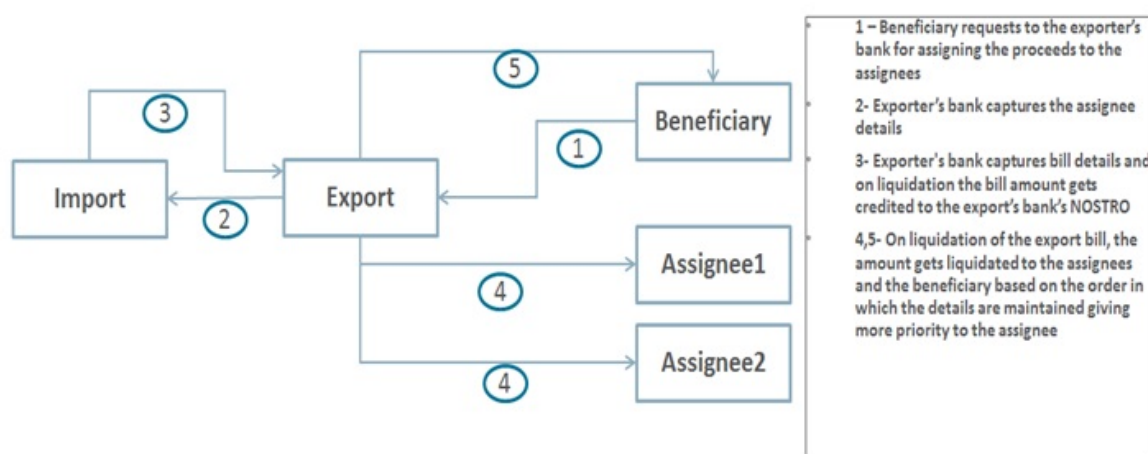 5
3
Beneficiary
1
Import
Export
2
Assignee1
4
Assignee2
4
1 – Beneficiary requests to the exporter's
bank for assigning the proceeds to the
assignees
2- Exporter's bank captures the assignee
details
3- Exporter's bank captures bill details and
on liquidation the bill amount gets
credited to the export's bank's NOSTRO
4,5- On liquidation of the export bill, the
amount gets liquidated to the assignees
and the beneficiary based on the order in
which the details are maintained giving
more priority to the assignee